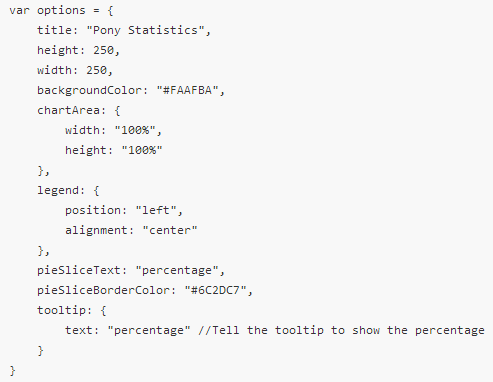 var options = {
    title: "Pony Statistics",
    height: 250,
    width: 250,
    backgroundColor: "#FAAFBA",
    chartArea: {
        width: "100%",
        height: "100%"
    },
    legend: {
        position: "left",
        alignment: "center"
    },
    pieSliceText: "percentage",
    pieSliceBorderColor: "#6C2DC7",
    tooltip: {
        text: "percentage" //Tell the tooltip to show the percentage
    }
}